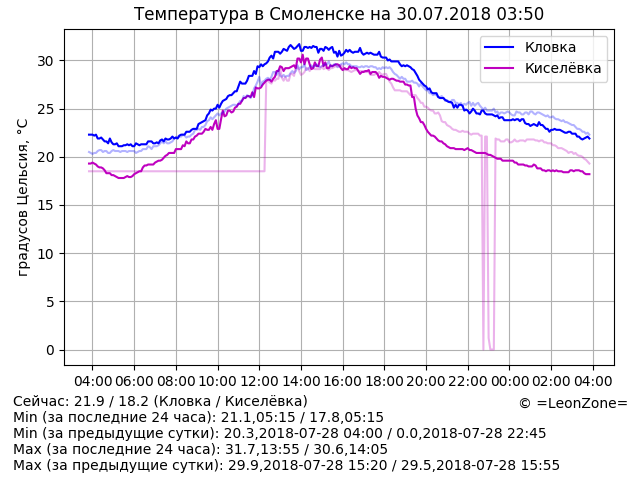 Температура в Смоленске на 30.07.2018 03:50
Кловка
Киселёвка
градусов Цельсия, °C
30
25
20
15
10
5
0
04:00 06:00 08:00 10:00 12:00 14:00 16:00 18:00 20:00 22:00 00:00 02:00 04:00
Сейчас: 21.9 / 18.2 (Кловка / Киселёвка)
© =LeonZone=
Min (за последние 24 часа): 21.1,05:15 / 17.8,05:15
Min (за предыдущие сутки): 20.3,2018-07-28 04:00 / 0.0,2018-07-28 22:45
Max (за последние 24 часа): 31.7,13:55 / 30.6,14:05
Max (за предыдущие сутки): 29.9,2018-07-28 15:20 / 29.5,2018-07-28 15:55